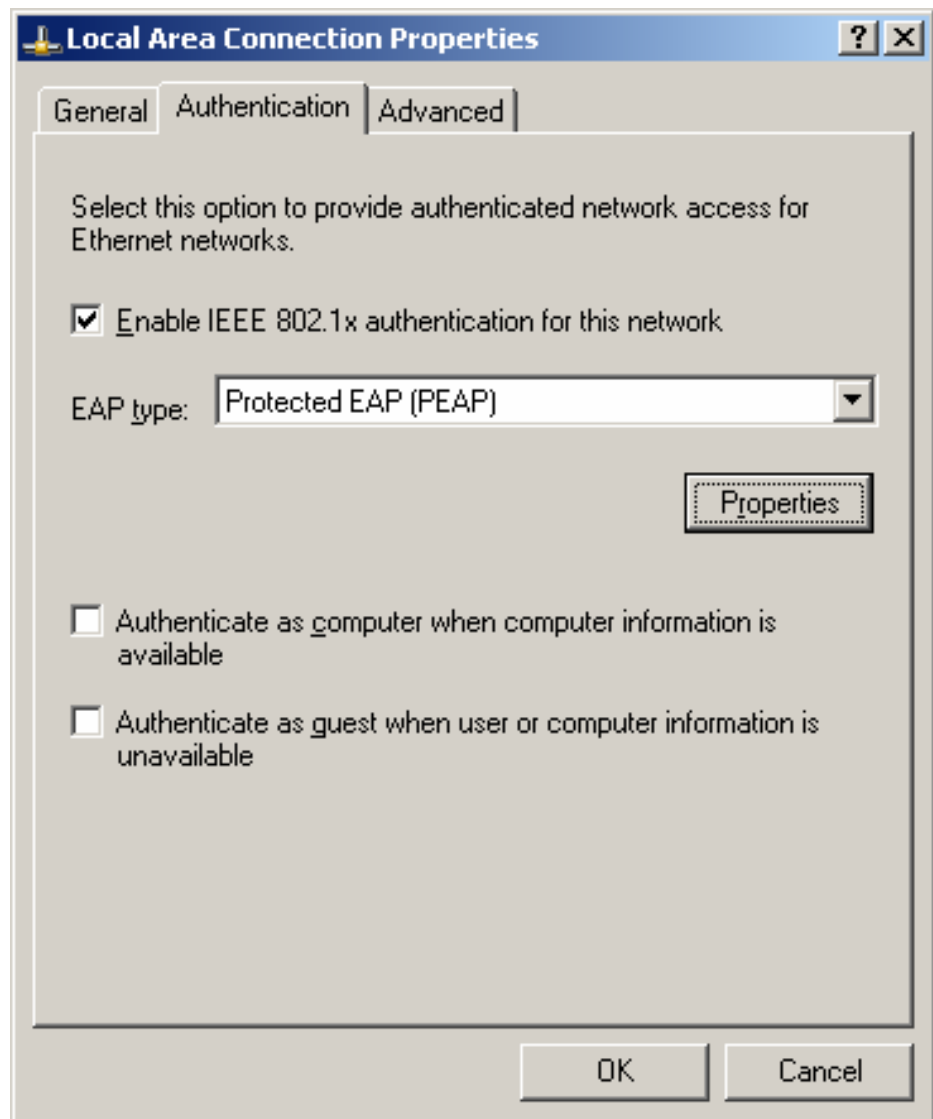 Local Area Connection Properties
General Authentication Advanced
Select this option to provide authenticated network access for
Ethernet networks.
Enable IEEE 802.1x authentication for this network
EAP type: Protected EAP (PEAP)
Properties
Authenticate as computer when computer information is
available
Authenticate as guest when user or computer information is
unavailable
OK Cancel